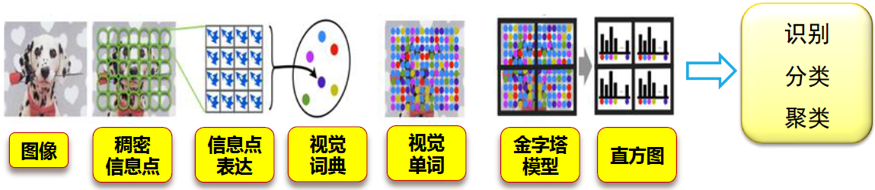 图像
稠密
信息点
信息点
表达
视觉
词典
视觉
单词
金字塔
模型
直方图
识别
分类
聚类